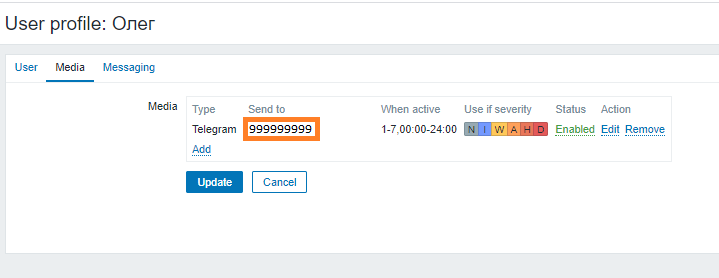 User profile: Олег
User Media Messaging
Media Type Send to When active Use if severity Status Action
Telegram 999999999 1-7,00:00-24:00 N I W A H D Enabled Edit Remove
Add
Update Cancel